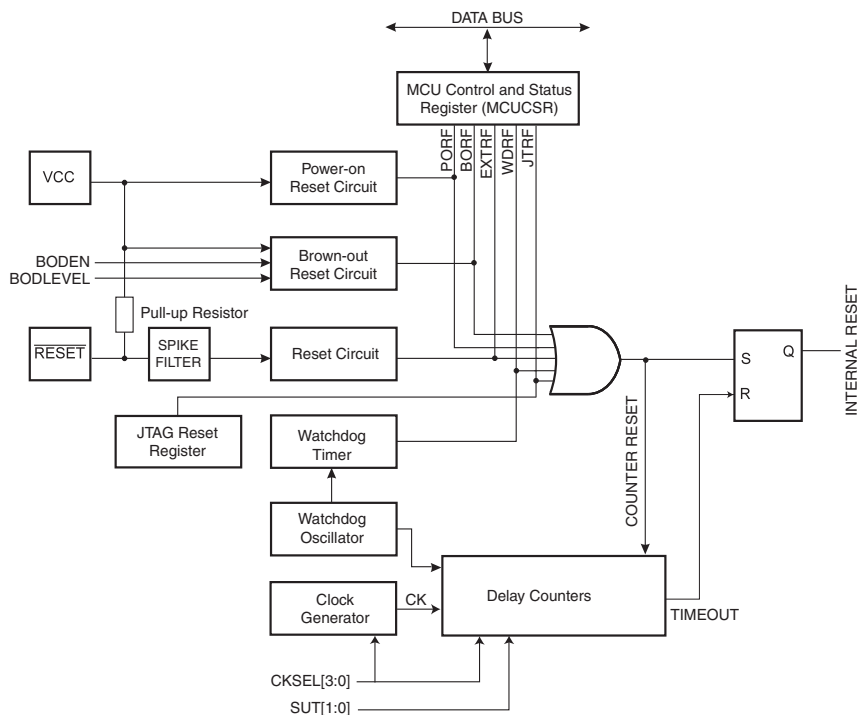 DATA BUS
MCU Control and Status
Register (MCUCSR)
PORF
BORF
EXTRF
WDRF
JTRF
VCC
Power-on
Reset Circuit
BODEN
BODLEVEL
Brown-out
Reset Circuit
Pull-up Resistor
RESET
SPIKE
FILTER
Reset Circuit
JTAG Reset
Register
Watchdog
Timer
Watchdog
Oscillator
Clock
Generator
CK
Delay Counters
COUNTER RESET
S
R
Q
INTERNAL RESET
TIMEOUT
CKSEL[3:0]
SUT[1:0]